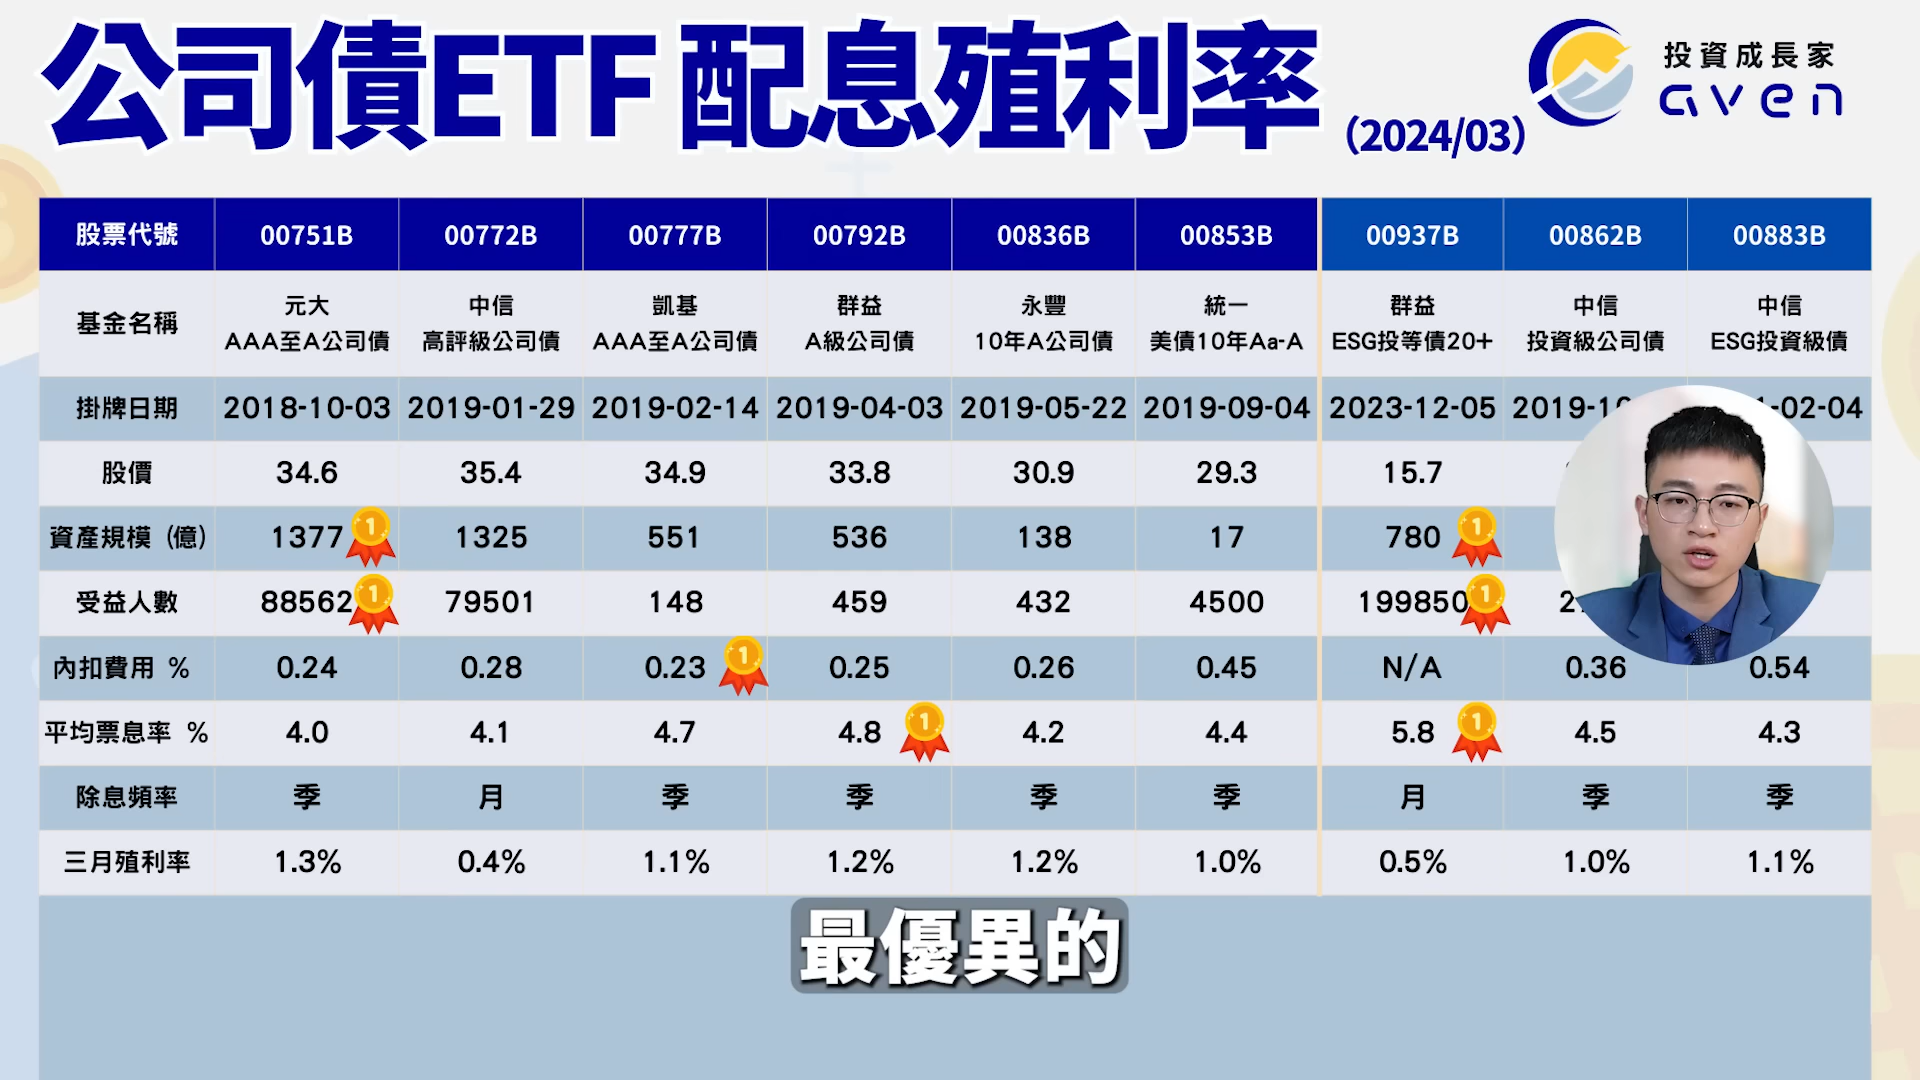 公司債ETF 配息殖利率 (2024/03)
投資成長家
aven
股票代號 00751B 00772B 00777B 00792B 00836B 00853B 00937B 00862B 00883B
基金名稱 元大 AAA至A公司債 中信 高評級公司債 凱基 AAA至A公司債 群益 A級公司債 永豐 10年A公司債 統一 美債10年Aa-A 群益 ESG投等債20+ 中信 投資級公司債 中信 ESG投資級債
掛牌日期 2018-10-03 2019-01-29 2019-02-14 2019-04-03 2019-05-22 2019-09-04 2023-12-05 2019-1 -02-04
股價 34.6 35.4 34.9 33.8 30.9 29.3 15.7
資產規模 (億) 1377 1 1325 551 536 138 17 780 1
受益人數 88562 1 79501 148 459 432 4500 199850 1 2
內扣費用 % 0.24 0.28 0.23 1 0.25 0.26 0.45 N/A 0.36 0.54
平均票息率 % 4.0 4.1 4.7 4.8 1 4.2 4.4 5.8 1 4.5 4.3
除息頻率 季 月 季 季 季 季 月 季 季
三月殖利率 1.3% 0.4% 1.1% 1.2% 1.2% 1.0% 0.5% 1.0% 1.1%
最優異的